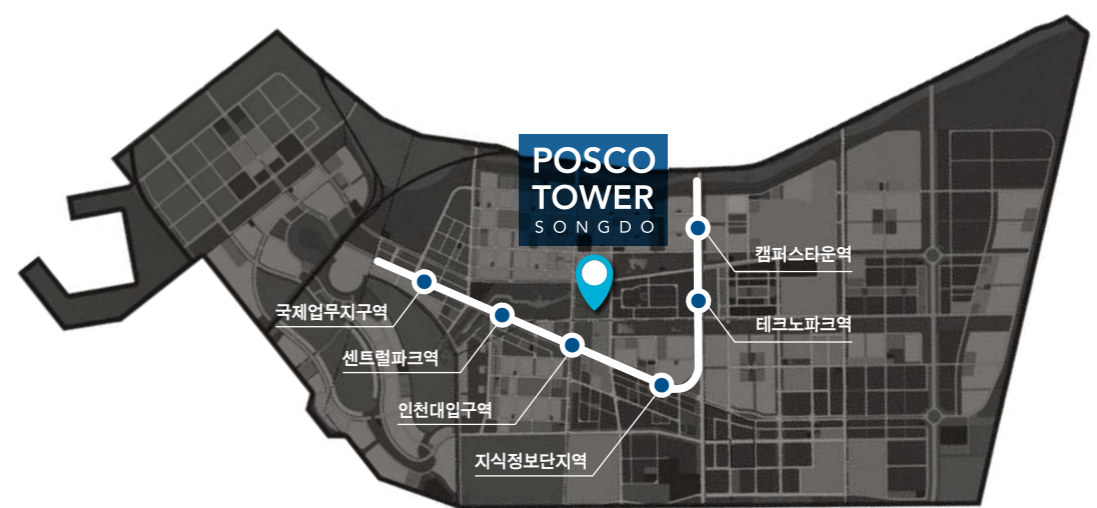 POSCO
TOWER
SONGDO
캠퍼스타운역
국제업무지구역
테크노파크역
센트럴파크역
인천대입구역
지식정보단지역